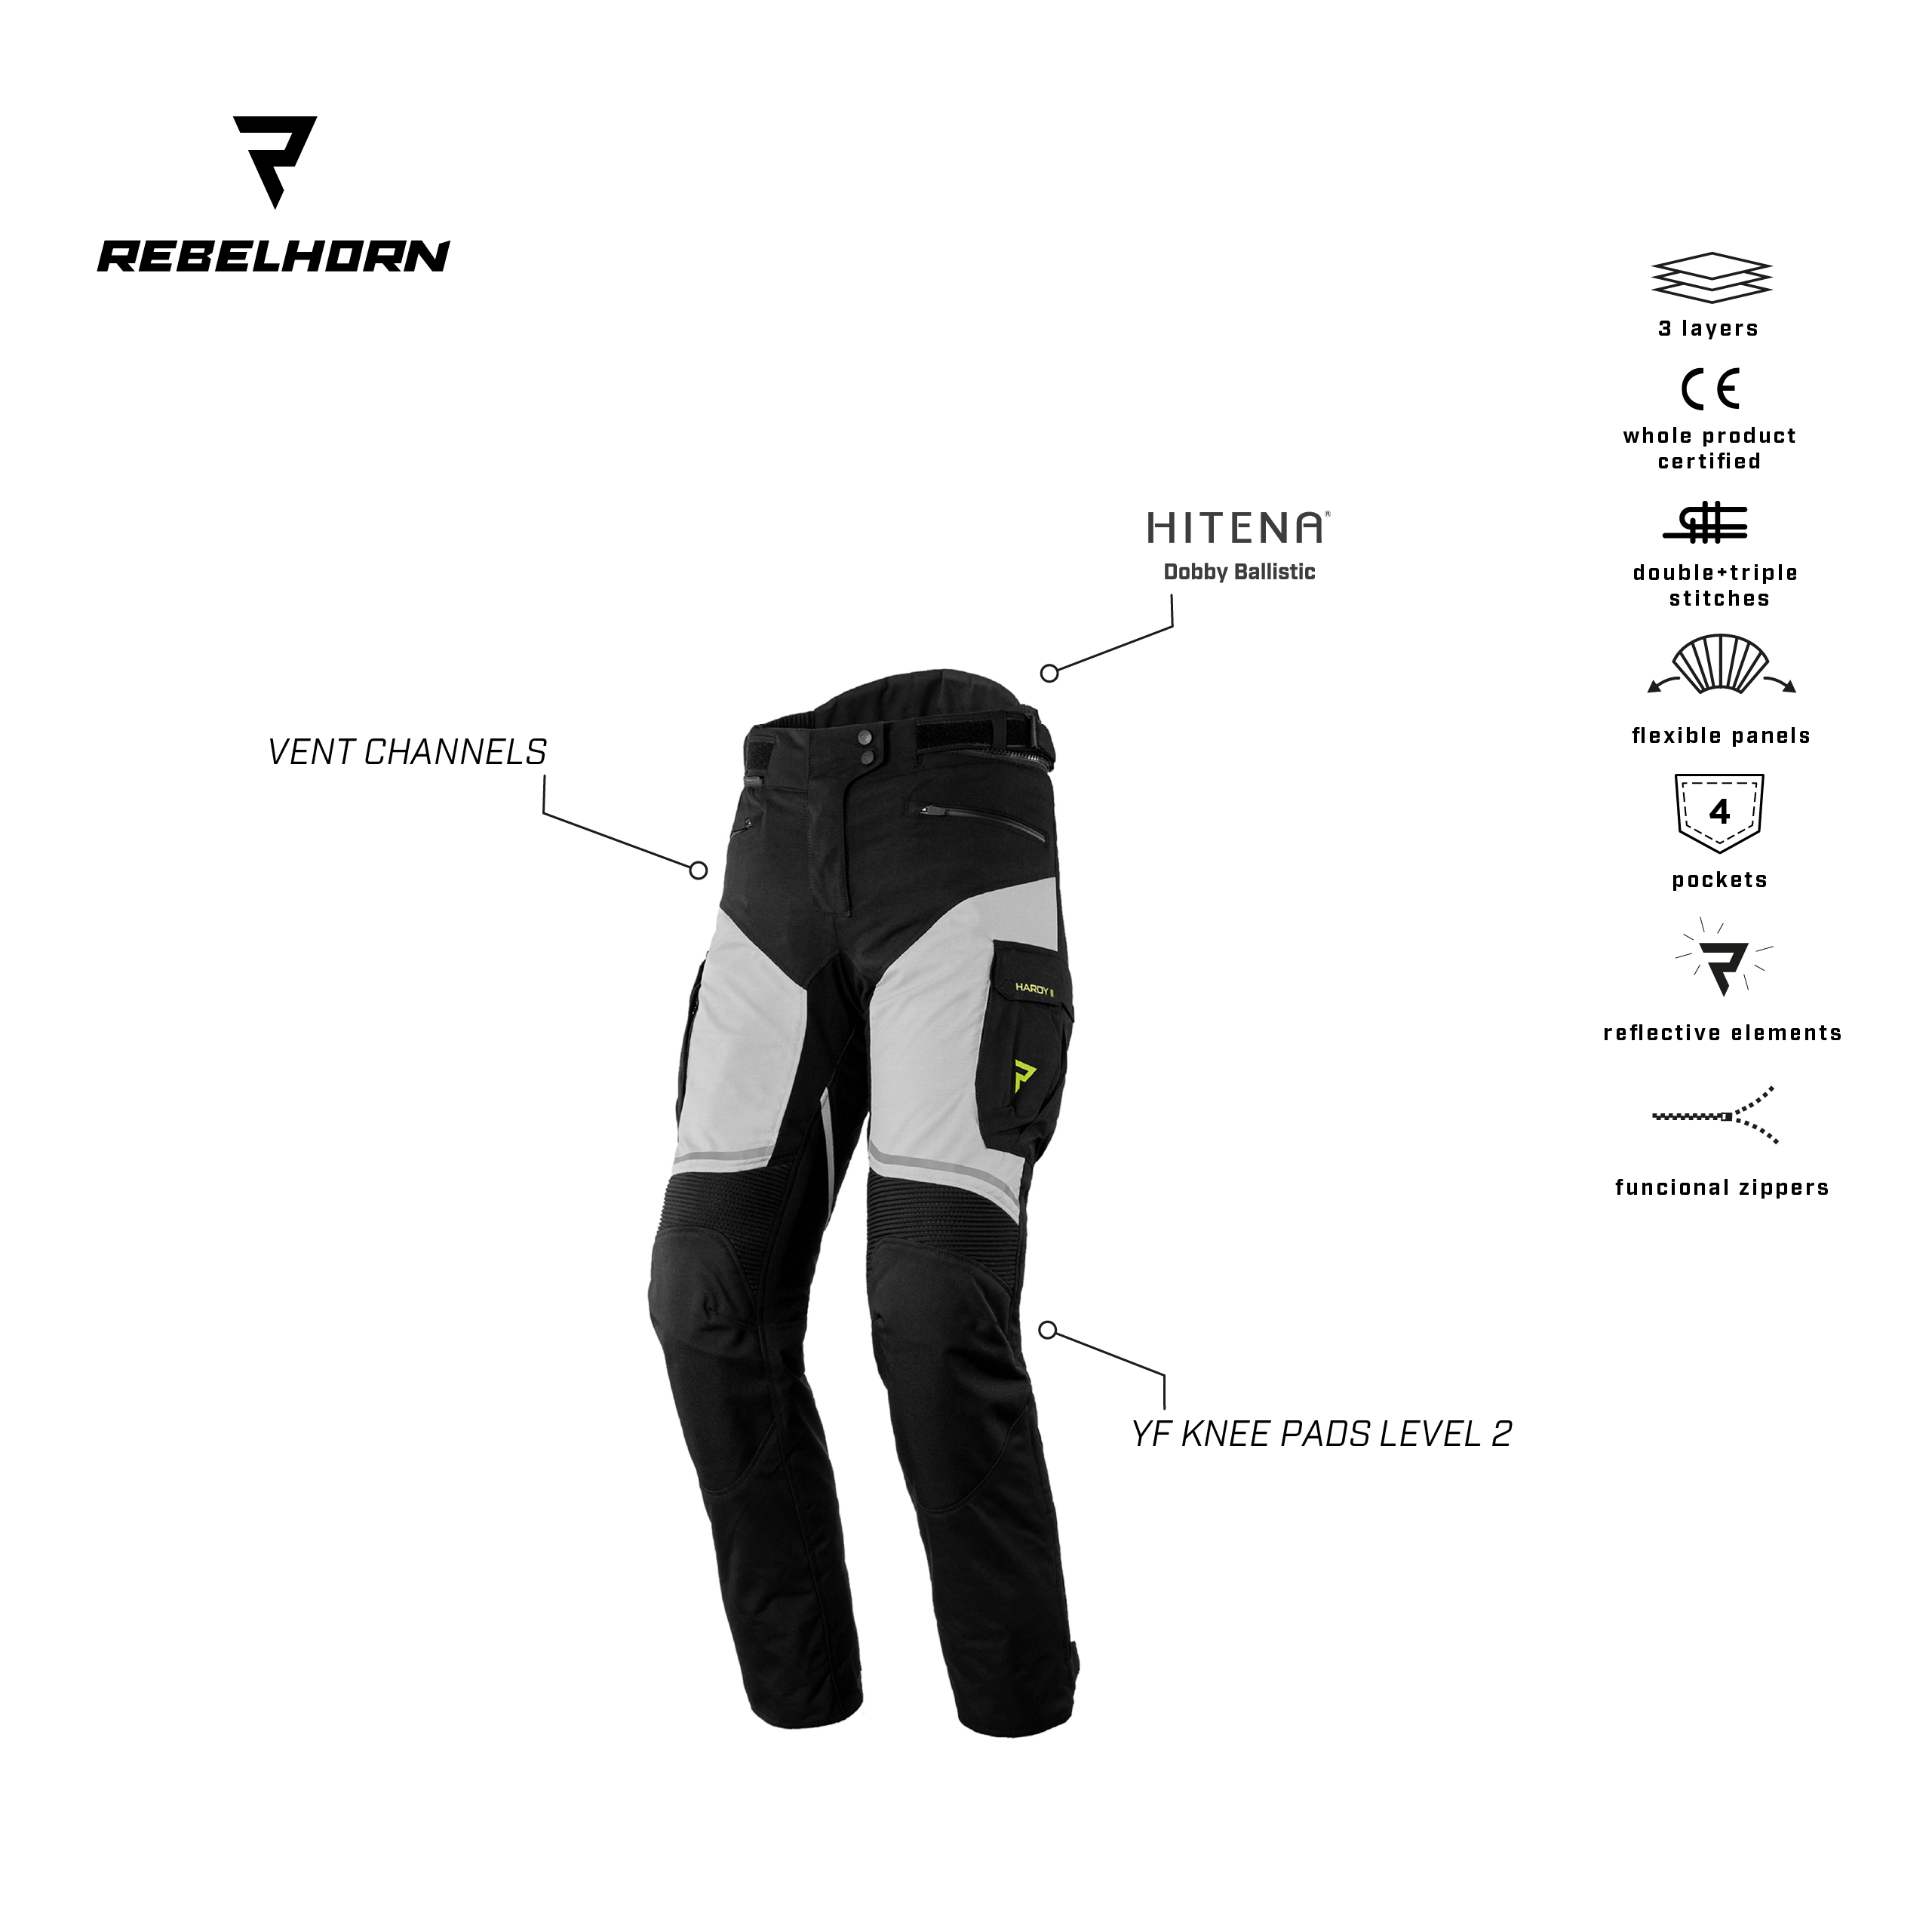 REBELHORN
3 layers
CE
whole product
certified
HITENA®
Dobby Ballistic
double+triple
stitches
flexible panels
VENT CHANNELS
4
pockets
HARDY II
reflective elements
funcional zippers
YF KNEE PADS LEVEL 2